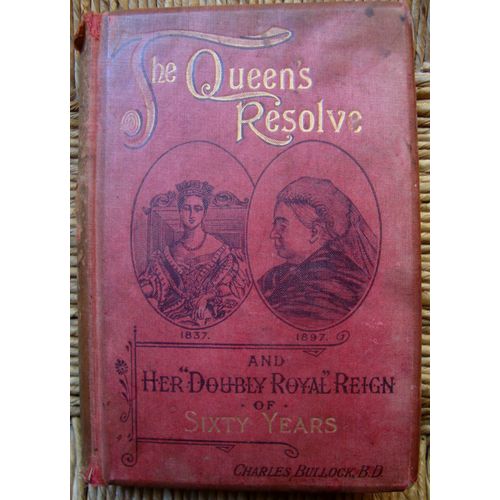 The Queen's
Resolve
1837.
1897.
AND
HER "DOUBLY ROYAL" REIGN
· OF ·
SIXTY YEARS
CHARLES BULLOCK, B.D.